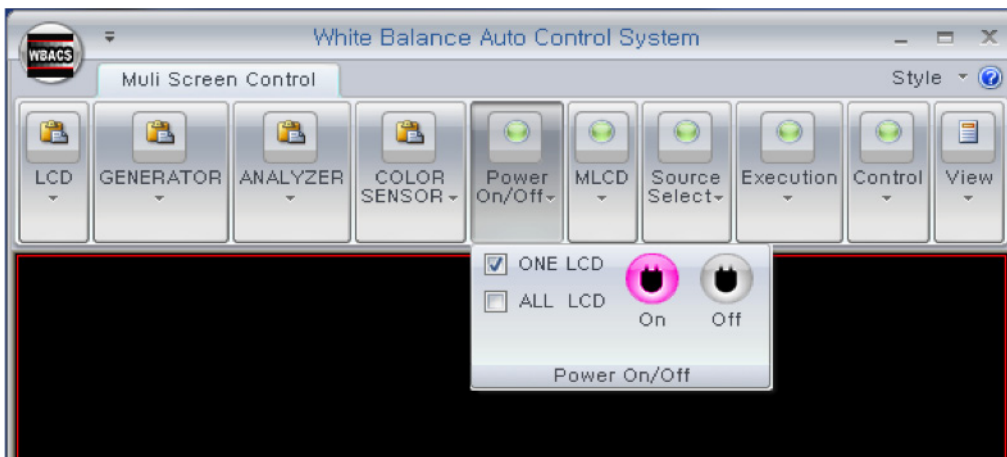 White Balance Auto Control System
WBACS
Muli Screen Control
Style
LCD
GENERATOR
ANALYZER
COLOR
SENSOR
Power
On/Off
MLCD
Source
Select
Execution
Control
View
ONE LCD
ALL LCD
On
Off
Power On/Off